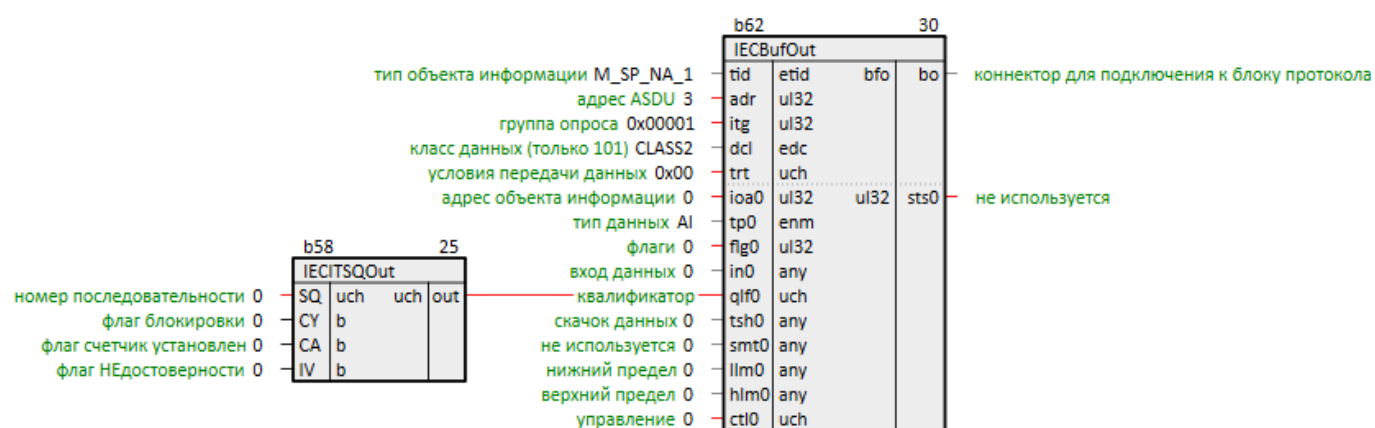 b62 30
IECBufOut
тип объекта информации M_SP_NA_1 tid etid bfo bo коннектор для подключения к блоку протокола
адрес ASDU 3 adr ul32
группа опроса 0x00001 itg ul32
класс данных (только 101) CLASS2 dcl edc
условия передачи данных 0x00 trt uch
адрес объекта информации 0 ioa0 ul32 ul32 sts0 не используется
тип данных AI tp0 enm
b58 25
флаги 0 flg0 ul32
IECITSQOut
вход данных 0 in0 any
номер последовательности 0 SQ uch uch out квалификатор qlf0 uch
флаг блокировки 0 CY b
скачок данных 0 tsh0 any
флаг счетчик установлен 0 CA b
не используется 0 smt0 any
флаг НЕдостоверности 0 IV b
нижний предел 0 llm0 any
верхний предел 0 hlm0 any
управление 0 ctl0 uch